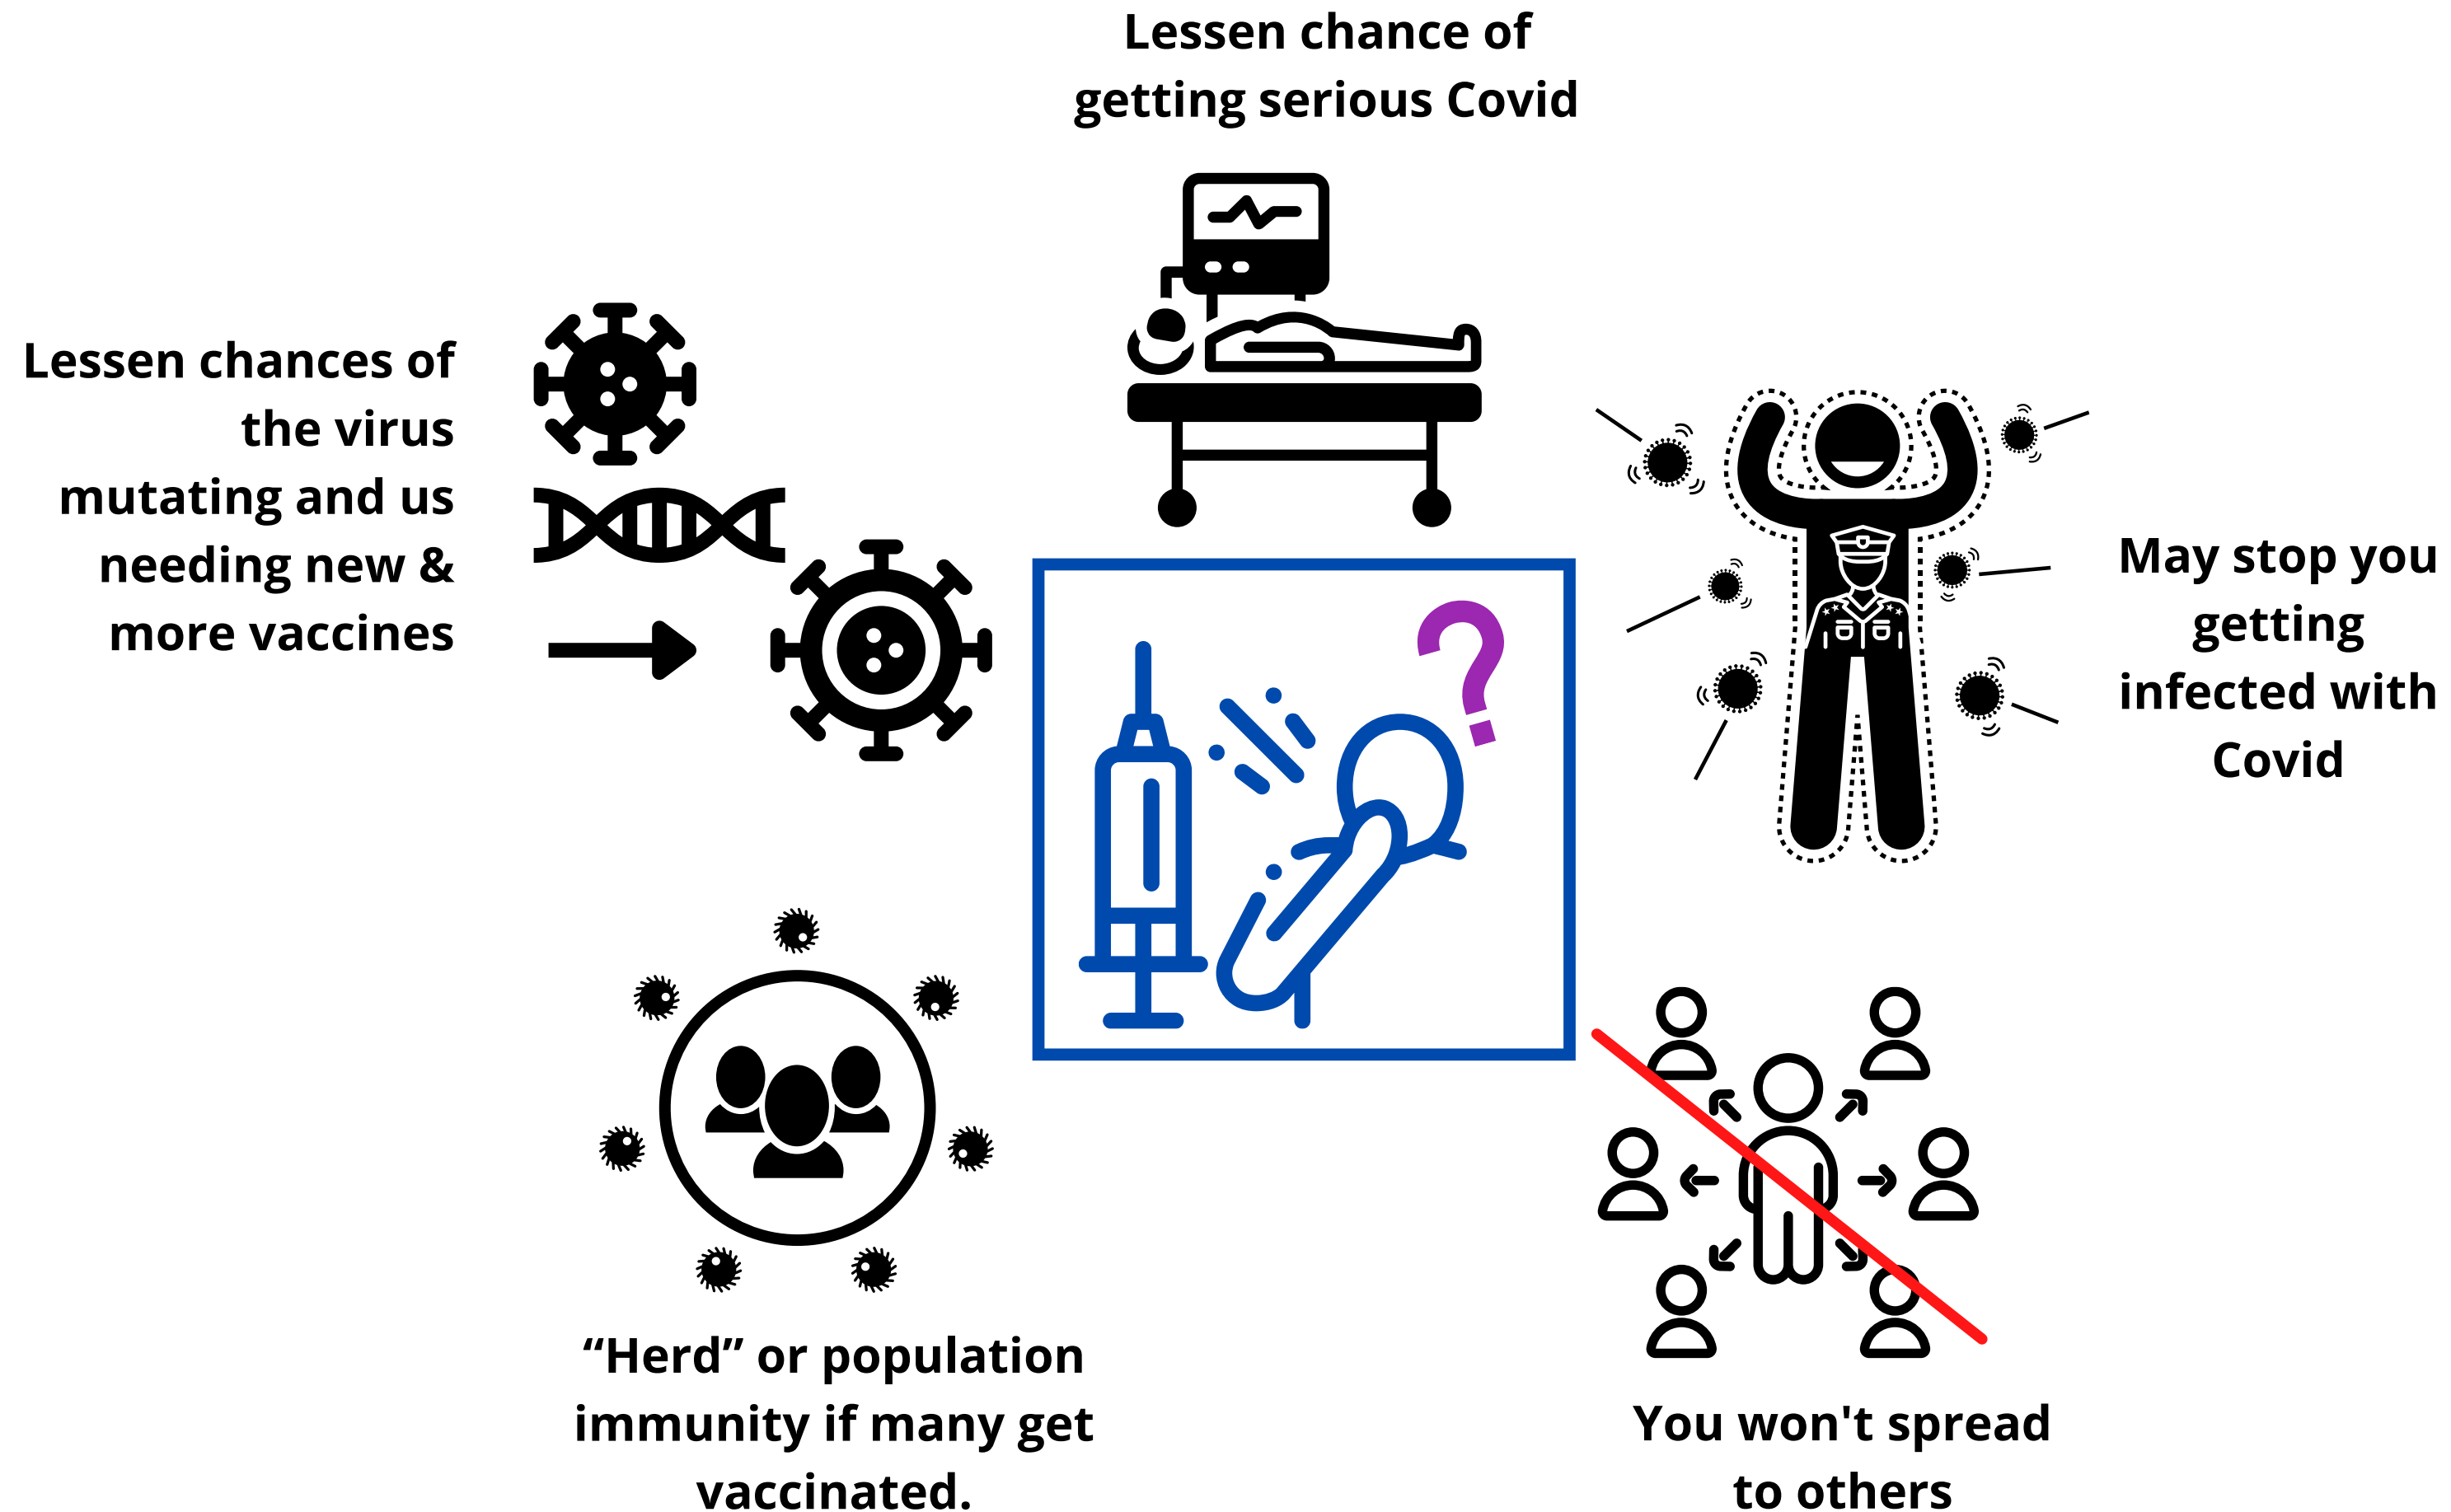 Lessen chance of
getting serious Covid
Lessen chances of
the virus
mutating and us
needing new &
more vaccines
May stop you
getting
infected with
Covid
?
“Herd” or population
immunity if many get
vaccinated.
You won't spread
to others